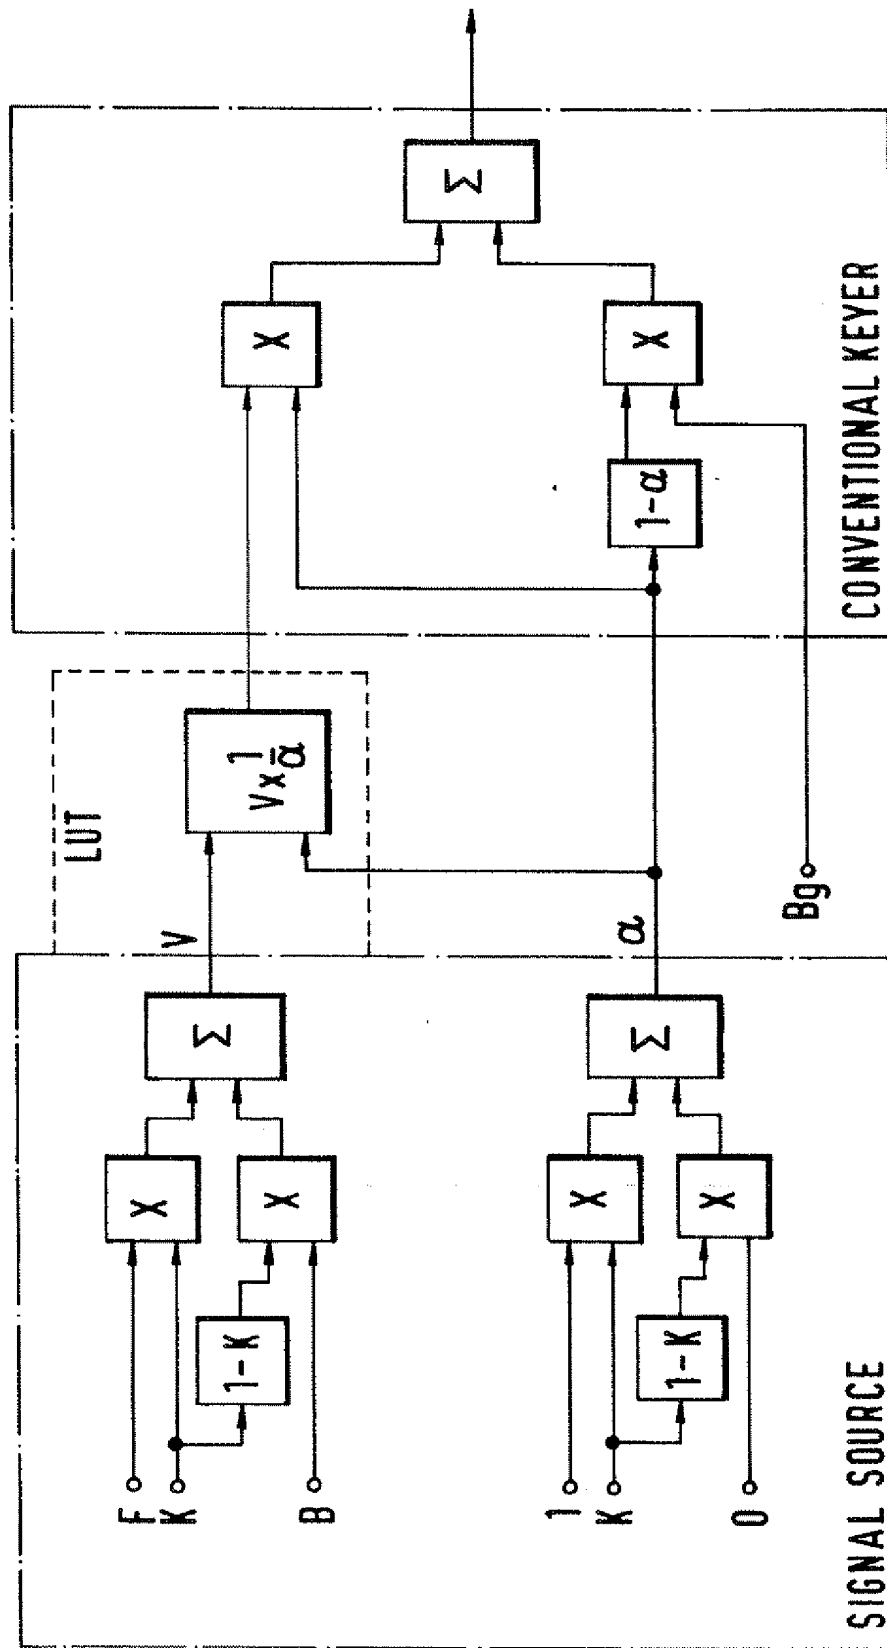 F
K
B
1-K
X
X
Σ
V
LUT
V x 1/α
1
K
0
1-K
X
X
Σ
α
Bg
1-α
X
X
Σ
SIGNAL SOURCE
CONVENTIONAL KEYER